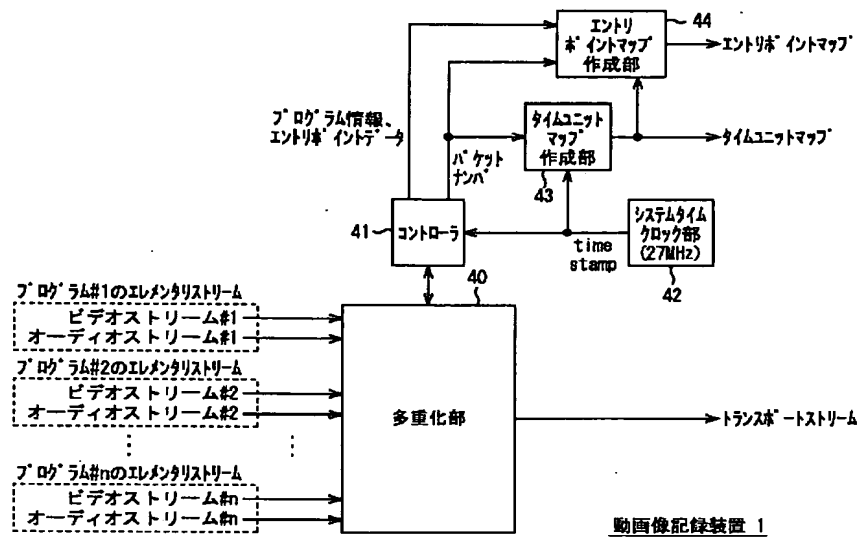 エントリ
ポイントマップ
作成部
44
エントリポイントマップ
プログラム情報、
エントリポイントデータ
パケット
ナンバ
タイムユニット
マップ
作成部
43
タイムユニットマップ
41
コントローラ
time
stamp
システムタイム
クロック部
(27MHz)
42
40
プログラム#1のエレメンタリストリーム
ビデオストリーム#1
オーディオストリーム#1
プログラム#2のエレメンタリストリーム
ビデオストリーム#2
オーディオストリーム#2
多重化部
トランスポートストリーム
プログラム#nのエレメンタリストリーム
ビデオストリーム#n
オーディオストリーム#n
動画像記録装置 1